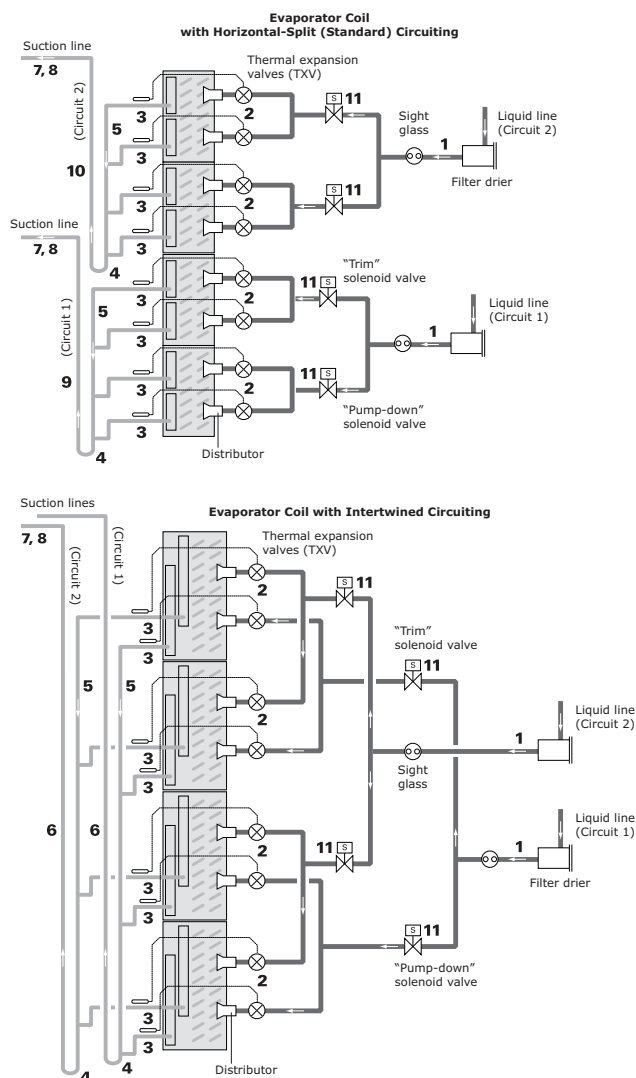 Evaporator Coil
with Horizontal-Split (Standard) Circuiting
Suction line
7, 8
Thermal expansion
valves (TXV)
(Circuit 2)
3
5
3
10
3
3
4
2
2
S
11
S
11
Sight
glass
1
Liquid line
(Circuit 2)
Filter drier
Suction line
7, 8
(Circuit 1)
3
5
3
9
3
3
4
2
2
"Trim"
solenoid valve
S
11
S
11
"Pump-down"
solenoid valve
1
Liquid line
(Circuit 1)
Distributor
Evaporator Coil with Intertwined Circuiting
Suction lines
7, 8
(Circuit 2)
(Circuit 1)
Thermal expansion
valves (TXV)
3
3
5
5
3
3
6
6
3
3
3
3
4
4
2
2
2
2
S
11
"Trim"
solenoid valve
S
11
Liquid line
(Circuit 2)
1
Sight
glass
S
11
Liquid line
(Circuit 1)
1
Filter drier
S
11
"Pump-down"
solenoid valve
Distributor